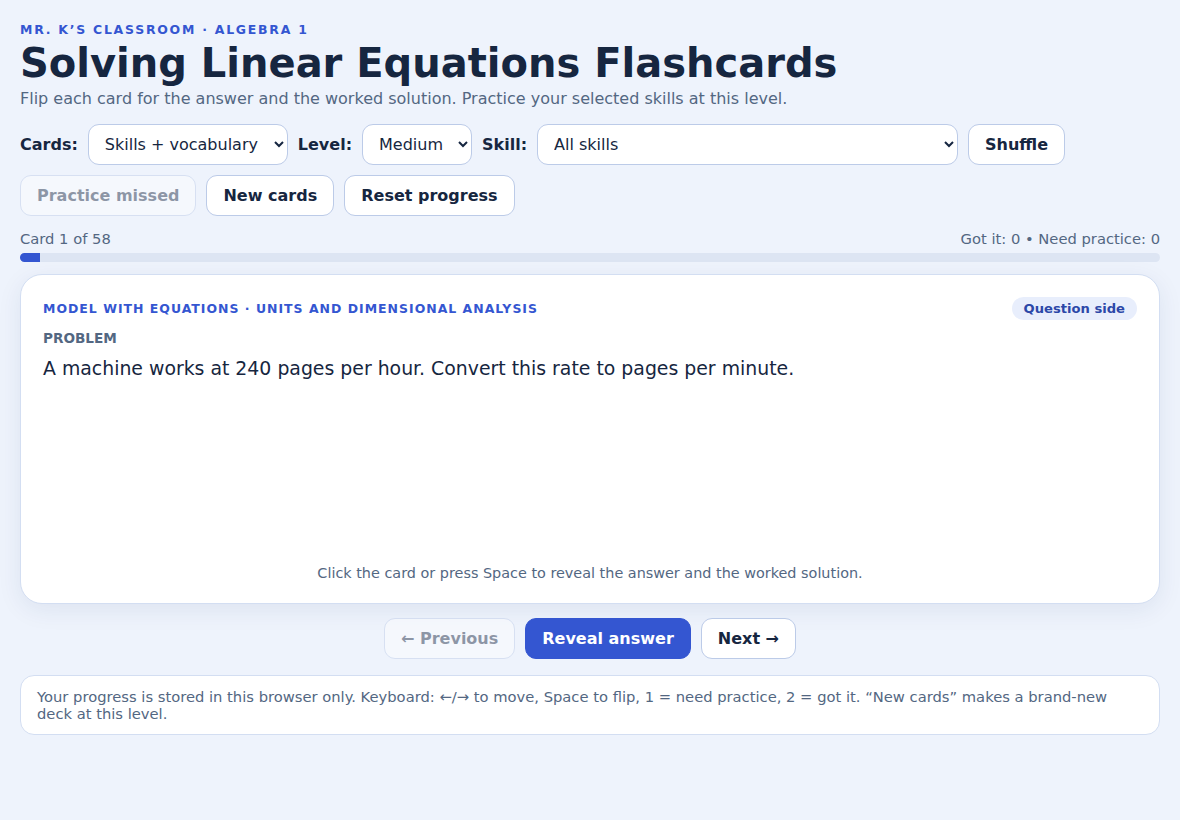 MR. K’S CLASSROOM · ALGEBRA 1
Solving Linear Equations Flashcards
Flip each card for the answer and the worked solution. Practice your selected skills at this level.
Cards: Skills + vocabulary Level: Medium Skill: All skills Shuffle
Practice missed New cards Reset progress
Card 1 of 58 Got it: 0 • Need practice: 0
MODEL WITH EQUATIONS · UNITS AND DIMENSIONAL ANALYSIS Question side
PROBLEM
A machine works at 240 pages per hour. Convert this rate to pages per minute.
Click the card or press Space to reveal the answer and the worked solution.
← Previous Reveal answer Next →
Your progress is stored in this browser only. Keyboard: ←/→ to move, Space to flip, 1 = need practice, 2 = got it. “New cards” makes a brand-new
deck at this level.